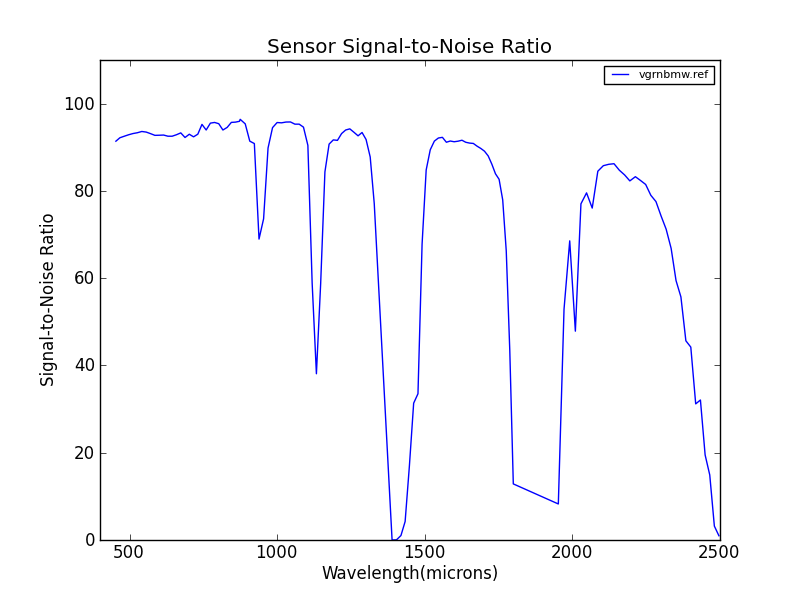 Sensor Signal-to-Noise Ratio
vgrnbmw.ref
Signal-to-Noise Ratio
100
80
60
40
20
0
500
1000
1500
2000
2500
Wavelength(microns)